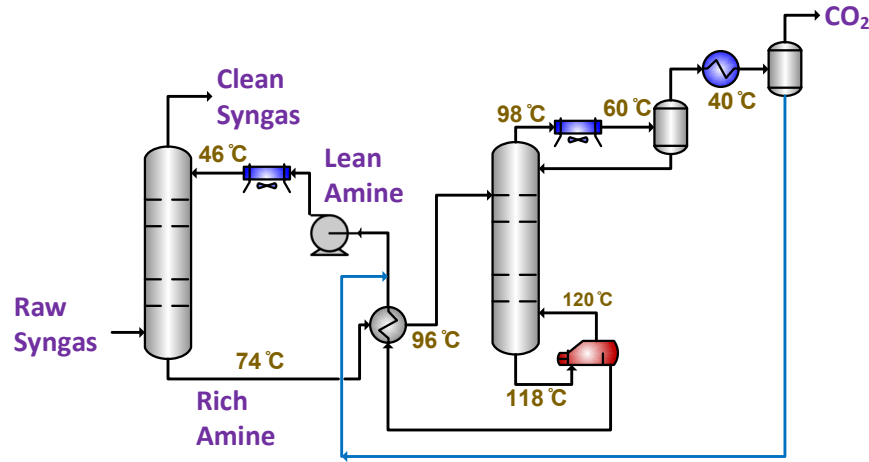 CO₂
Clean
Syngas
98 °C
60 °C
40 °C
46 °C
Lean
Amine
Raw
Syngas
120 °C
96 °C
74 °C
118 °C
Rich
Amine